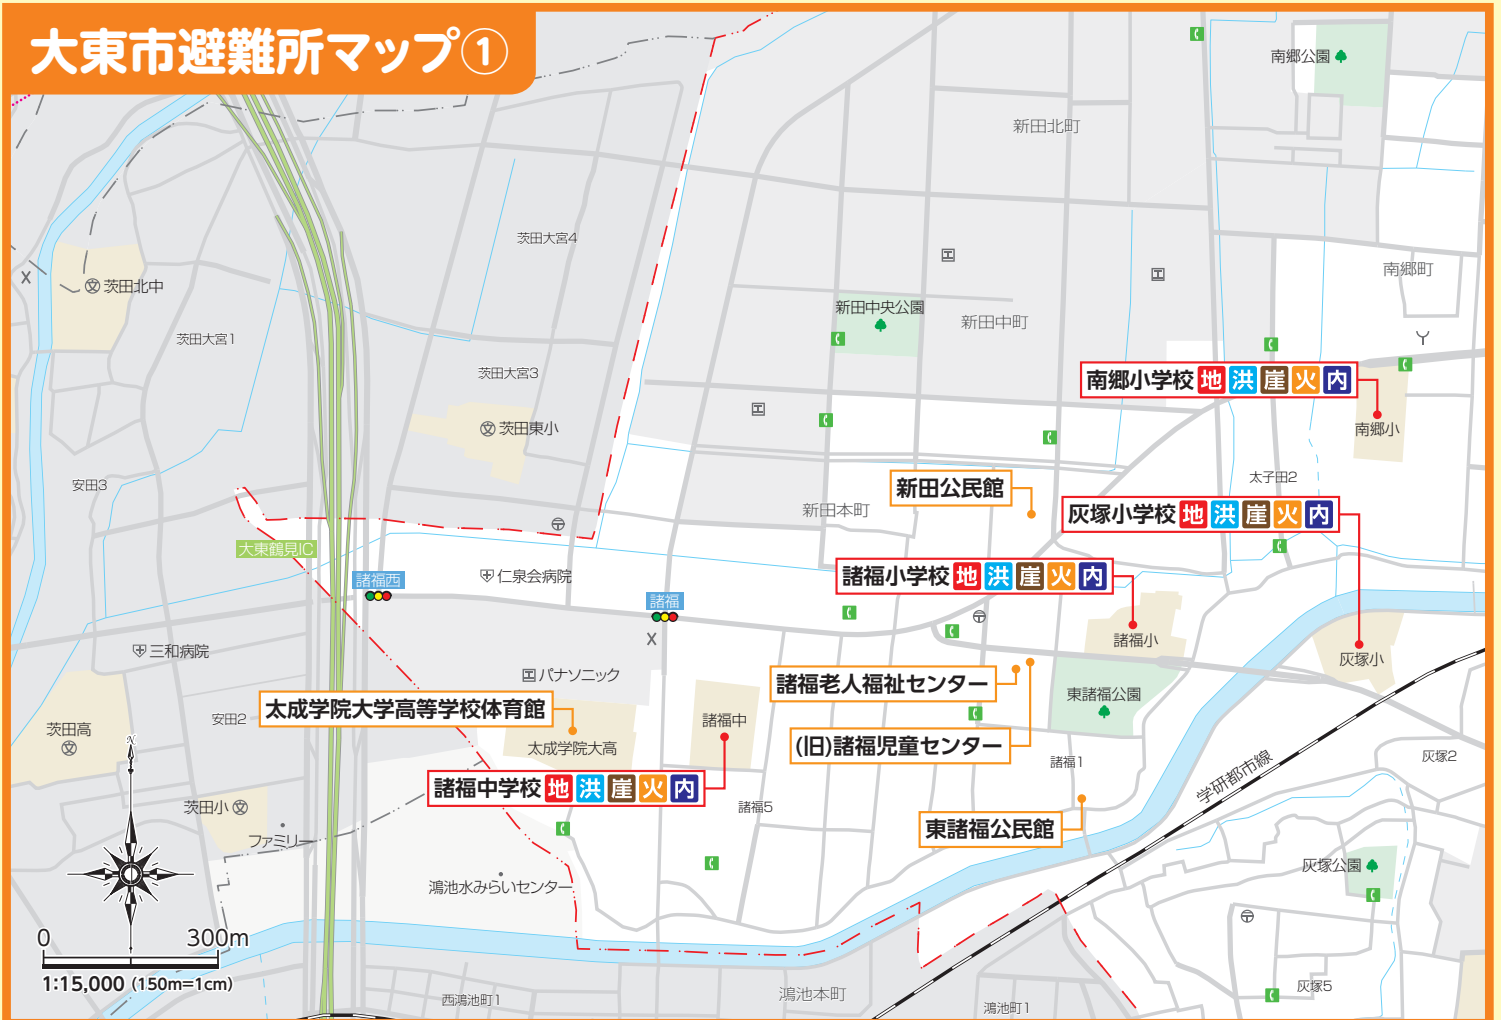 大東市避難所マップ①
南郷公園
新田北町
茨田大宮4
南郷町
茨田北中
新田中央公園
新田中町
茨田大宮1
茨田大宮3
南郷小学校 地 洪 崖 火 内
茨田東小
南郷小
太子田2
安田3
新田公民館
新田本町
灰塚小学校 地 洪 崖 火 内
大東鶴見IC
諸福西
仁泉会病院
諸福小学校 地 洪 崖 火 内
諸福
諸福小
三和病院
灰塚小
パナソニック
諸福老人福祉センター
東諸福公園
太成学院大学高等学校体育館
安田2
諸福中
茨田高
太成学院大高
(旧)諸福児童センター
諸福1
灰塚2
学研都市線
諸福中学校 地 洪 崖 火 内
茨田小
諸福5
東諸福公民館
ファミリー
灰塚公園
鴻池水みらいセンター
N
0 300m
1:15,000 (150m=1cm)
西鴻池町1
鴻池本町
鴻池町1
灰塚5